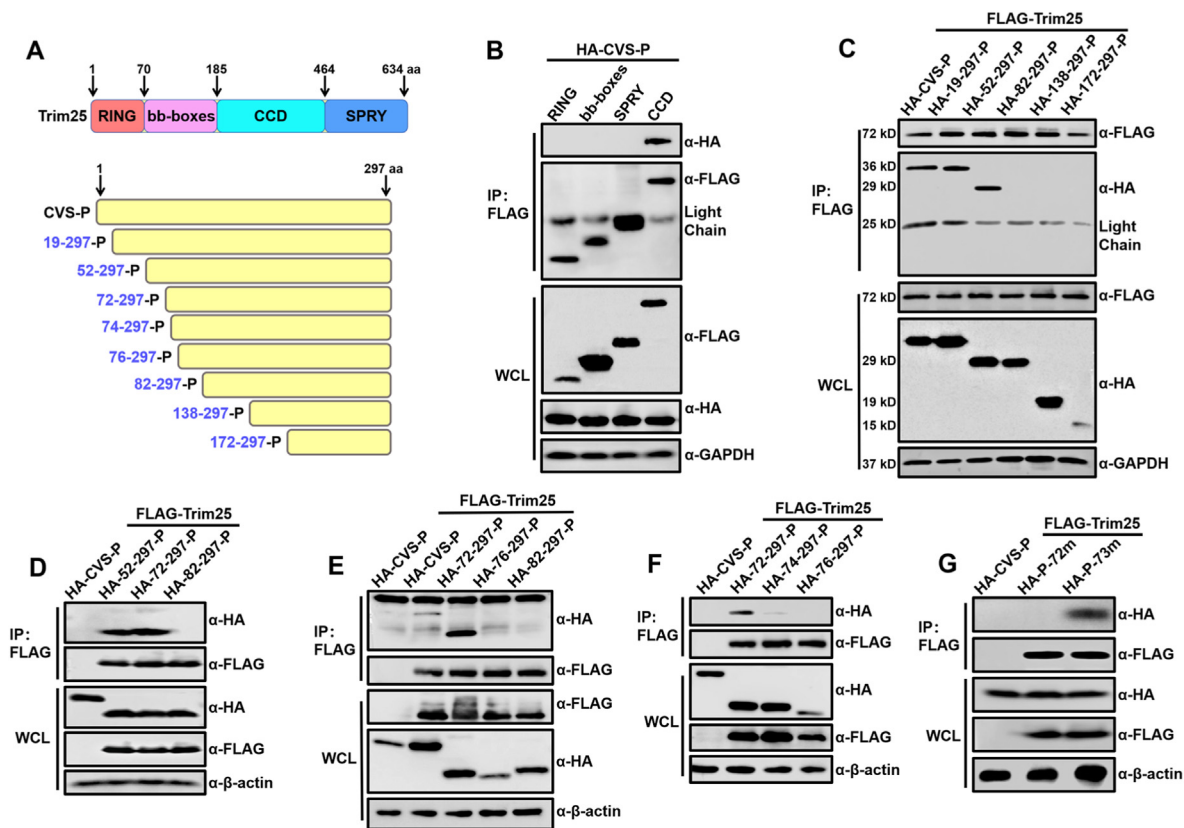 A
1 70 185 464 634 aa
Trim25 RING bb-boxes CCD SPRY
1 297 aa
CVS-P
19-297-P
52-297-P
72-297-P
74-297-P
76-297-P
82-297-P
138-297-P
172-297-P
B
HA-CVS-P
RING bb-boxes SPRY CCD
α-HA
IP: FLAG
α-FLAG
Light Chain
WCL
α-FLAG
α-HA
α-GAPDH
C
FLAG-Trim25
HA-CVS-P HA-19-297-P HA-52-297-P HA-82-297-P HA-138-297-P HA-172-297-P
72 kD α-FLAG
IP: FLAG
36 kD
29 kD α-HA
25 kD Light Chain
WCL
72 kD α-FLAG
29 kD α-HA
19 kD
15 kD
37 kD α-GAPDH
D
FLAG-Trim25
HA-CVS-P HA-52-297-P HA-72-297-P HA-82-297-P
IP: FLAG
α-HA
α-FLAG
WCL
α-HA
α-FLAG
α-β-actin
E
FLAG-Trim25
HA-CVS-P HA-CVS-P HA-72-297-P HA-76-297-P HA-82-297-P
IP: FLAG
α-HA
α-FLAG
WCL
α-FLAG
α-HA
α-β-actin
F
FLAG-Trim25
HA-CVS-P HA-72-297-P HA-74-297-P HA-76-297-P
IP: FLAG
α-HA
α-FLAG
WCL
α-HA
α-FLAG
α-β-actin
G
FLAG-Trim25
HA-CVS-P HA-P-72m HA-P-73m
IP: FLAG
α-HA
α-FLAG
WCL
α-HA
α-FLAG
α-β-actin